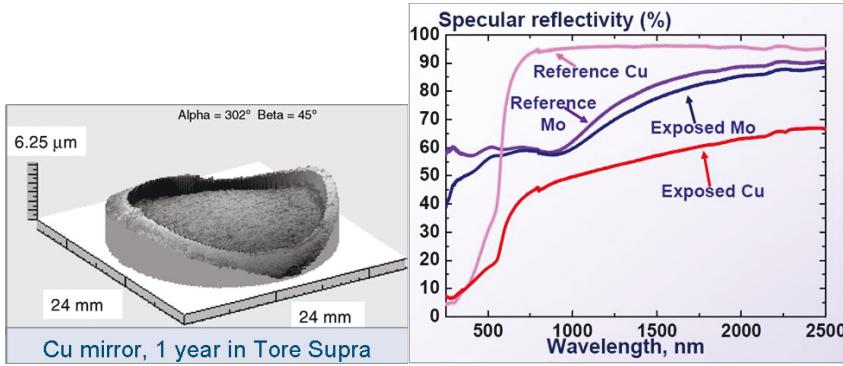 Alpha = 302° Beta = 45°
6.25 μm
24 mm
24 mm
Cu mirror, 1 year in Tore Supra
Specular reflectivity (%)
100
90
80
70
60
50
40
30
20
10
0
Reference Cu
Reference
Mo
Exposed Mo
Exposed Cu
500 1000 1500 2000 2500
Wavelength, nm